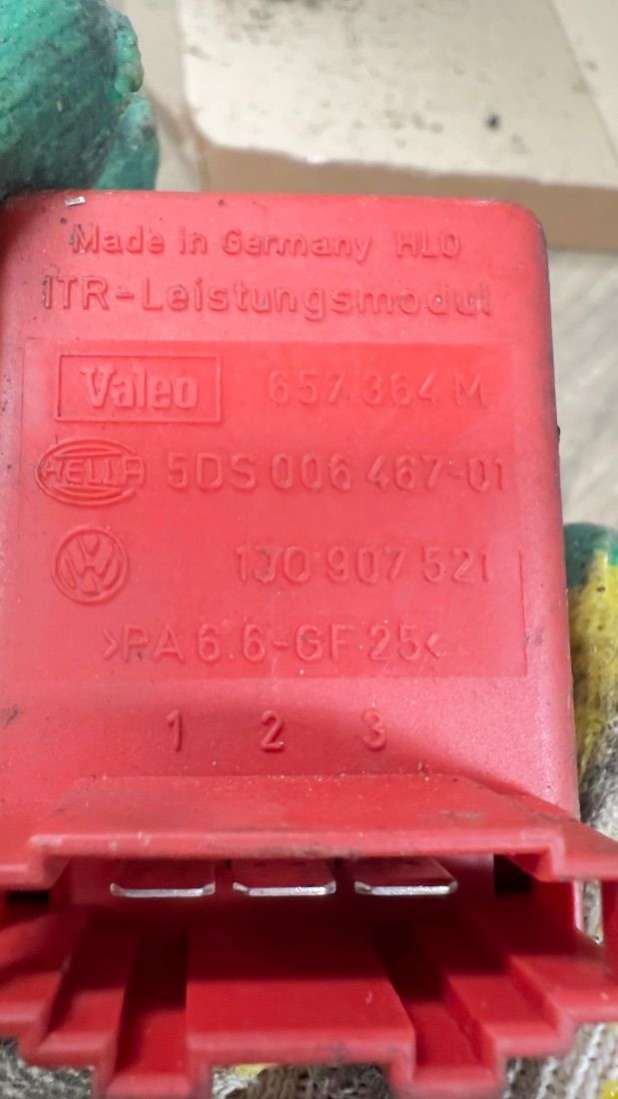 Made in Germany HLO
ITR-Leistungsmodul
Valeo 657 364 M
HELLA 5DS 006 467-01
VW 1J0 907 521
>PA 6.6-GF 25<
1 2 3